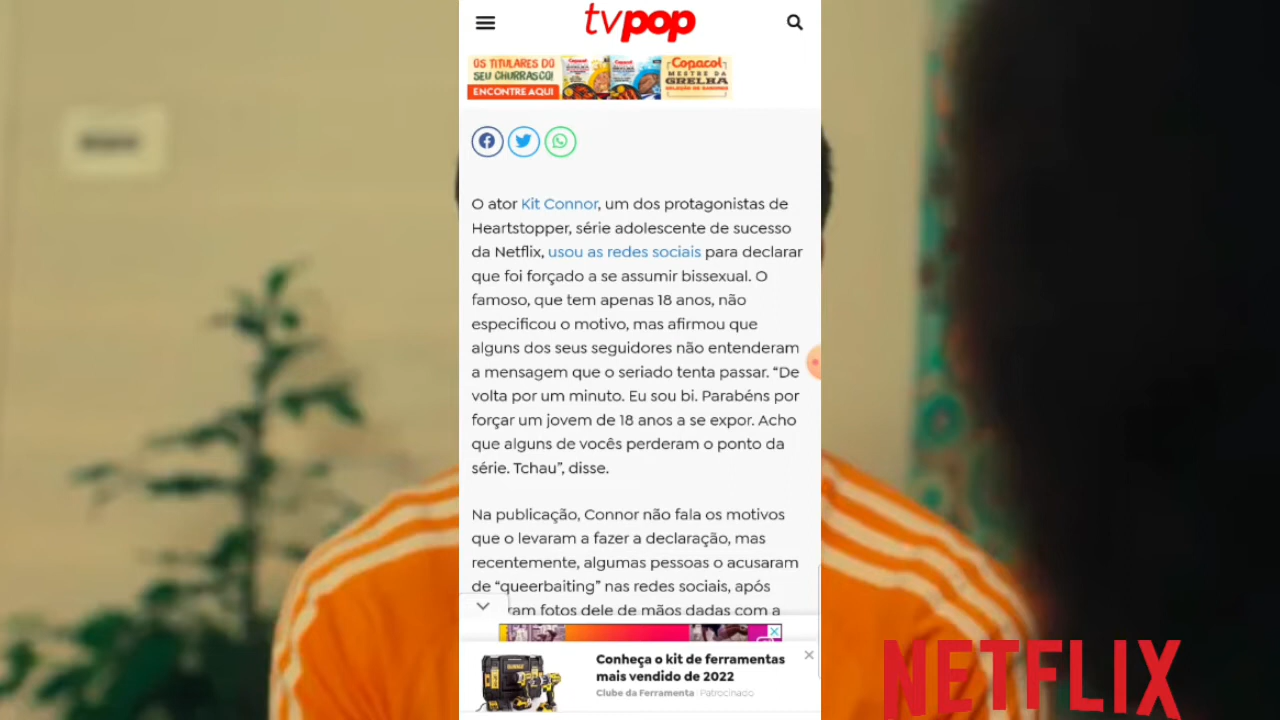 tvpop
OS TITULARES DO
SEU CHURRASCO!
ENCONTRE AQUI
Copacol
MESTRE DA
GRELHA
O ator Kit Connor, um dos protagonistas de
Heartstopper, série adolescente de sucesso
da Netflix, usou as redes sociais para declarar
que foi forçado a se assumir bissexual. O
famoso, que tem apenas 18 anos, não
especificou o motivo, mas afirmou que
alguns dos seus seguidores não entenderam
a mensagem que o seriado tenta passar. “De
volta por um minuto. Eu sou bi. Parabéns por
forçar um jovem de 18 anos a se expor. Acho
que alguns de vocês perderam o ponto da
série. Tchau”, disse.
Na publicação, Connor não fala os motivos
que o levaram a fazer a declaração, mas
recentemente, algumas pessoas o acusaram
de “queerbaiting” nas redes sociais, após
fotos dele de mãos dadas com a
Conheça o kit de ferramentas
mais vendido de 2022
Clube da Ferramenta | Patrocinado
NETFLIX